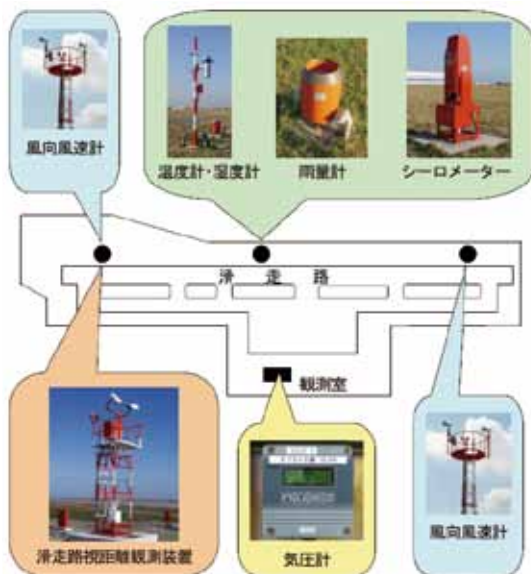 風向風速計
温度計・湿度計
雨量計
シーロメーター
滑走路
観測室
滑走路視距離観測装置
気圧計
風向風速計